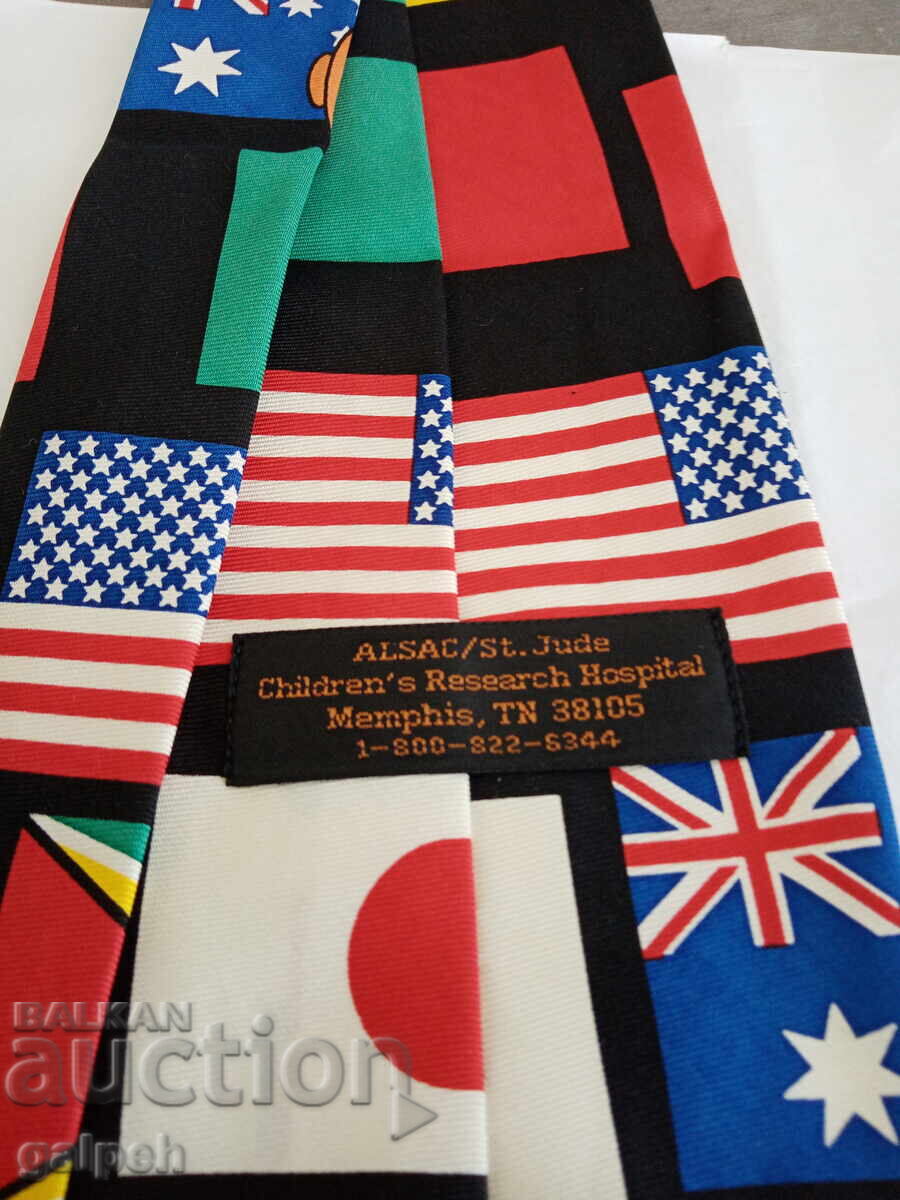 ALSAC/St. Jude
Children's Research Hospital
Memphis, TN 38105
1-800-822-6344
BALKAN
auction
galpeh